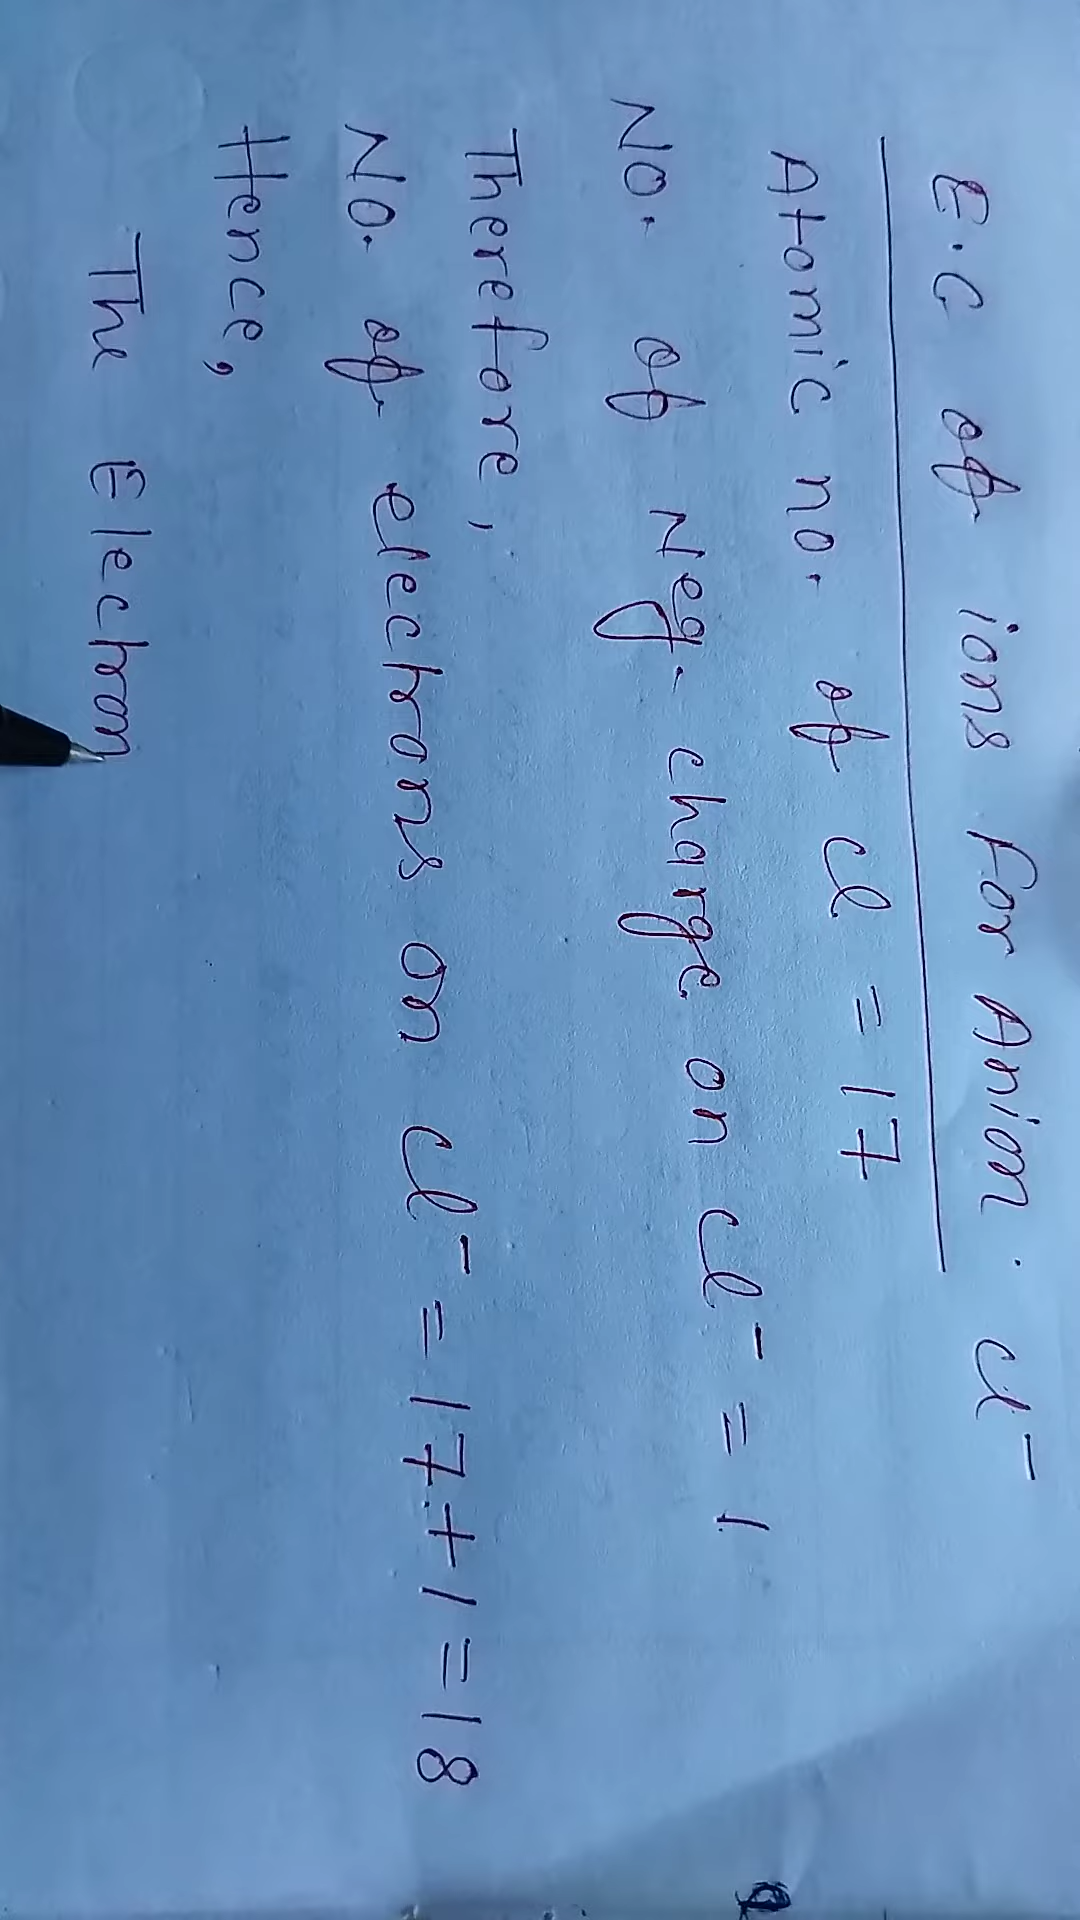 E.C of ions For Anion. Cl⁻
Atomic no. of Cl = 17
No. of Neg. charge on Cl⁻ = 1
Therefore,
No. of electrons on Cl⁻ = 17+1=18
Hence,
The Electron